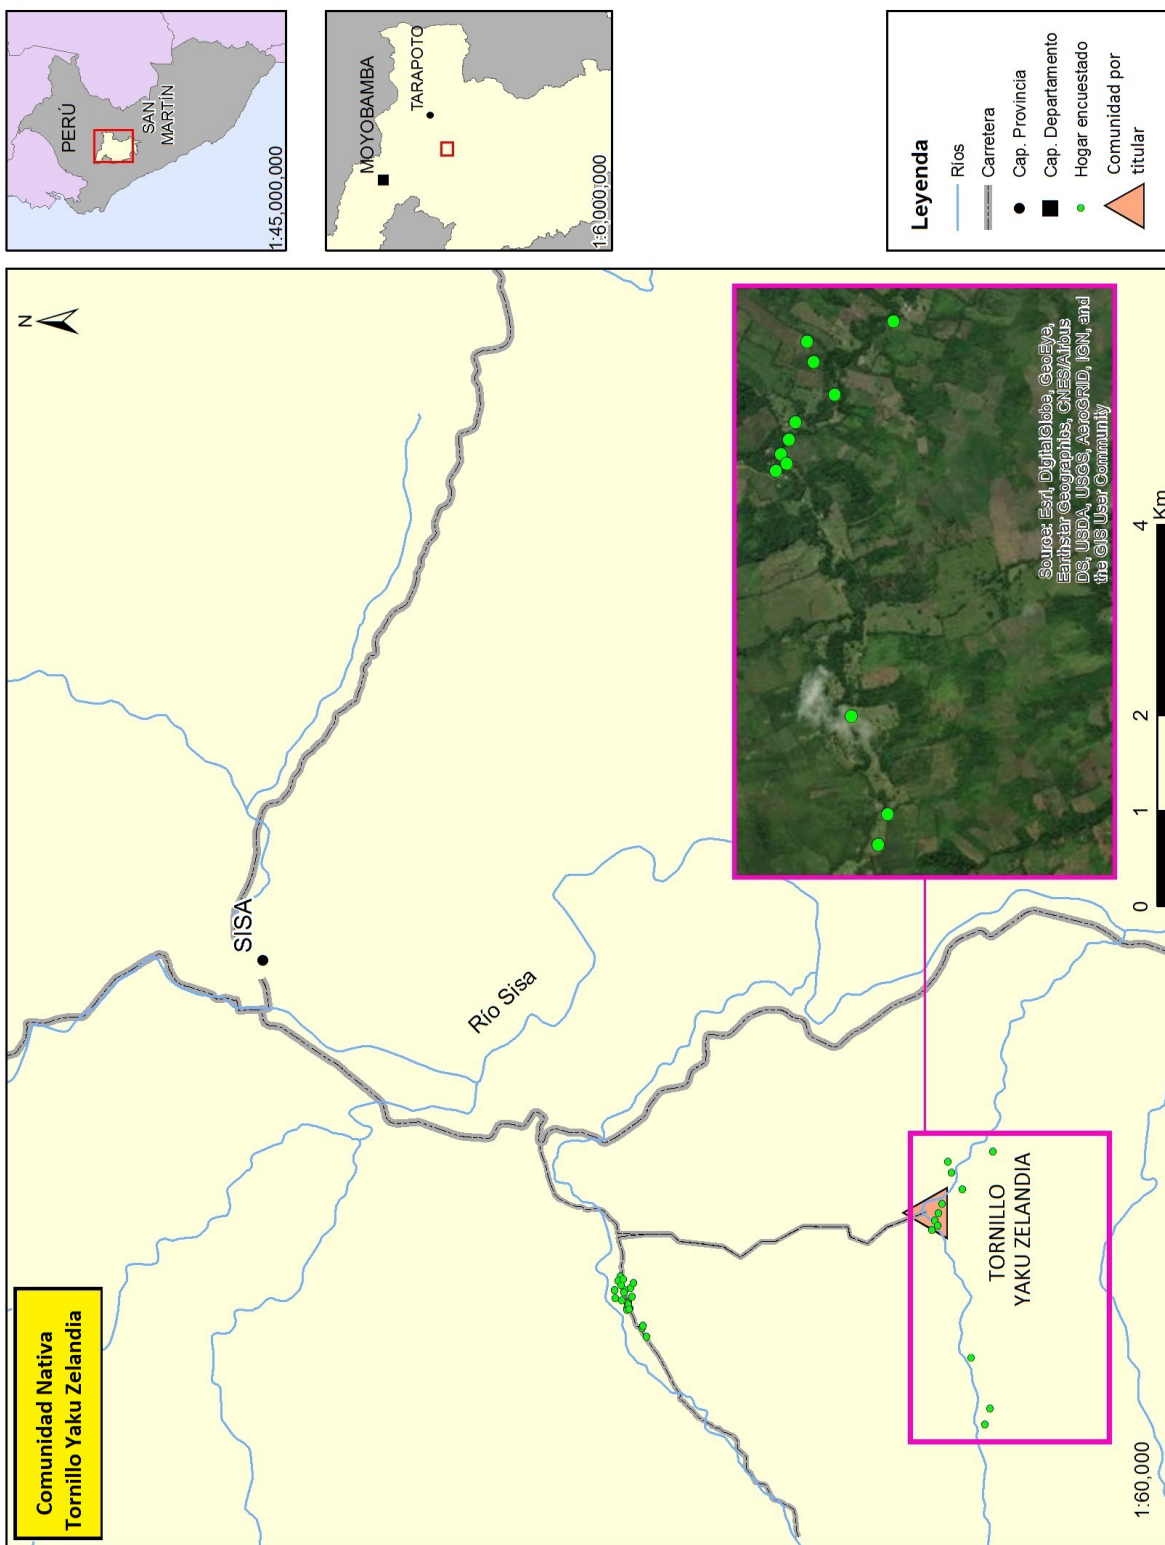 Comunidad Nativa
Tornillo Yaku Zelandia
N
SISA
Río Sisa
TORNILLO
YAKU ZELANDIA
Source: Esri, DigitalGlobe, GeoEye,
Earthstar Geographics, CNES/Airbus
DS, USDA, USGS, AeroGRID, IGN, and
the GIS User Community
1:60,000
0 1 2 4
Km
PERÚ
SAN
MARTÍN
1:45,000,000
MOYOBAMBA
TARAPOTO
1:6,000,000
Leyenda
Ríos
Carretera
Cap. Provincia
Cap. Departamento
Hogar encuestado
Comunidad por
titular